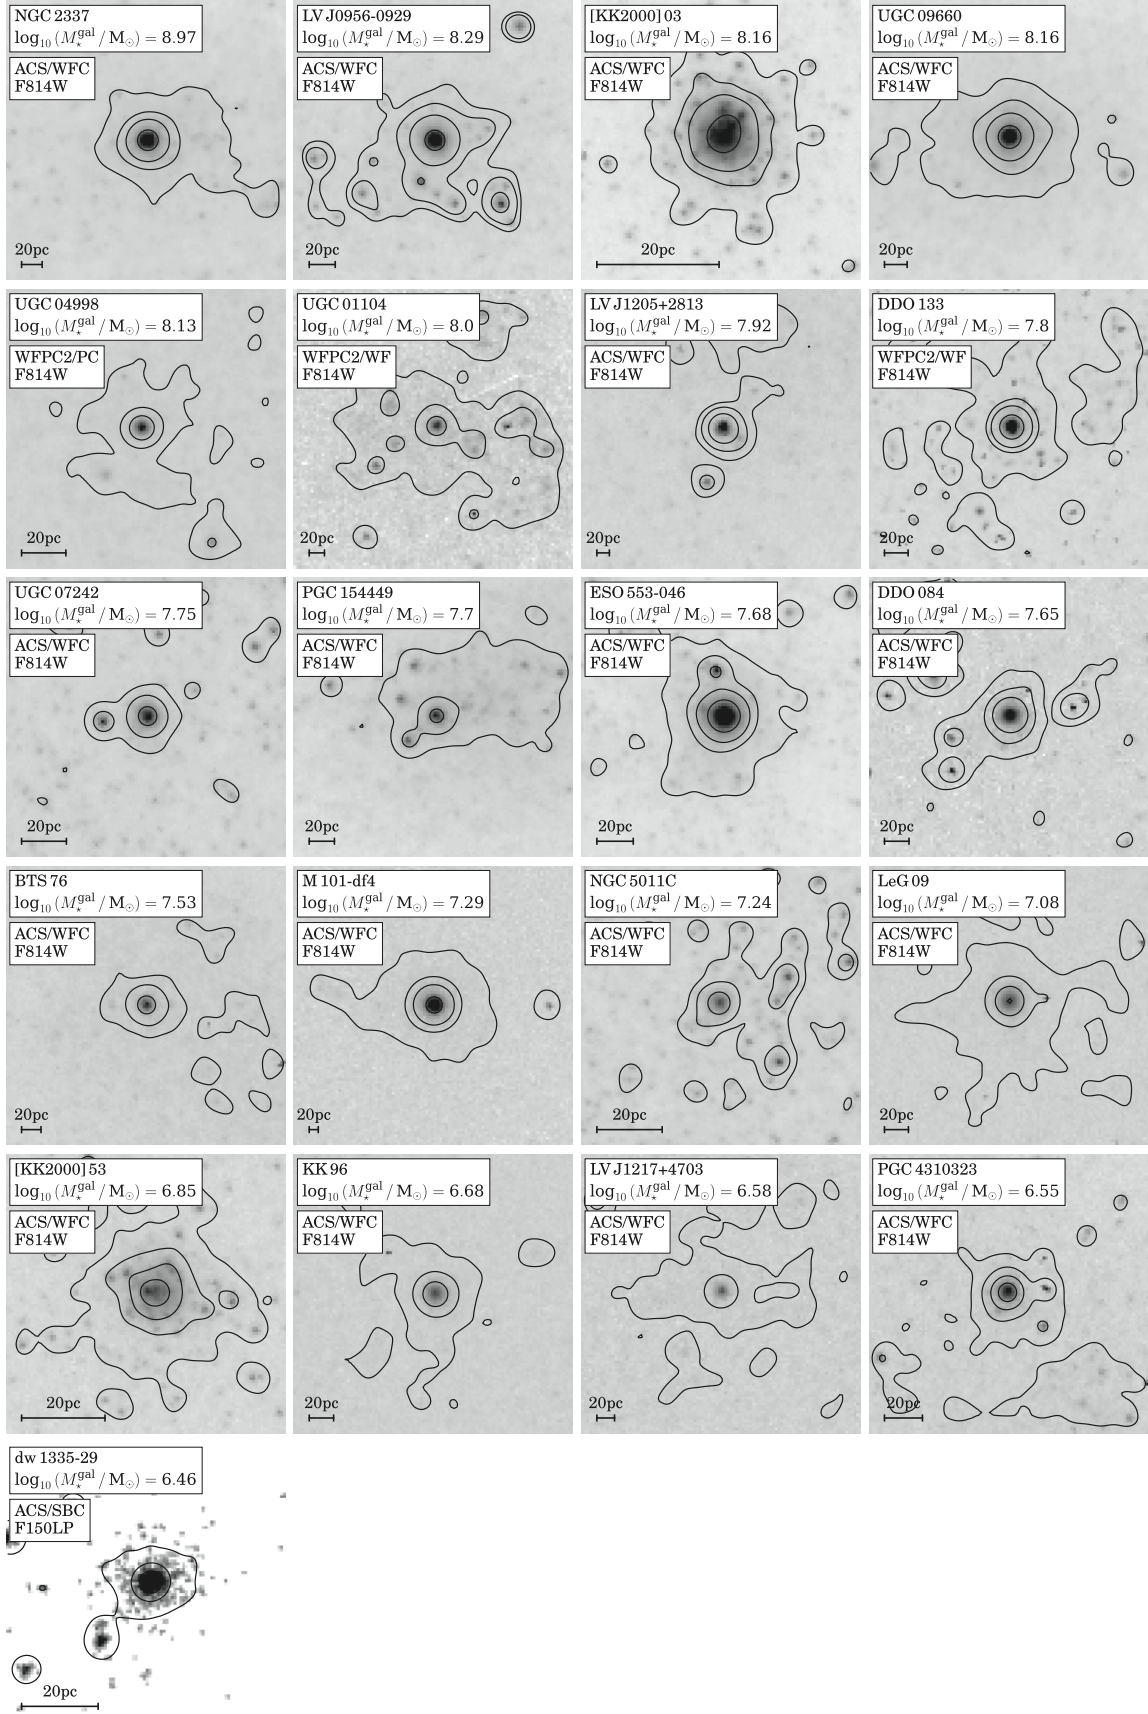 NGC 2337
log₁₀ (M⋆^gal / M⊙) = 8.97
ACS/WFC
F814W
20pc
LV J0956-0929
log₁₀ (M⋆^gal / M⊙) = 8.29
ACS/WFC
F814W
20pc
[KK2000] 03
log₁₀ (M⋆^gal / M⊙) = 8.16
ACS/WFC
F814W
20pc
UGC 09660
log₁₀ (M⋆^gal / M⊙) = 8.16
ACS/WFC
F814W
20pc
UGC 04998
log₁₀ (M⋆^gal / M⊙) = 8.13
WFPC2/PC
F814W
20pc
UGC 01104
log₁₀ (M⋆^gal / M⊙) = 8.0
WFPC2/WF
F814W
20pc
LV J1205+2813
log₁₀ (M⋆^gal / M⊙) = 7.92
ACS/WFC
F814W
20pc
DDO 133
log₁₀ (M⋆^gal / M⊙) = 7.8
WFPC2/WF
F814W
20pc
UGC 07242
log₁₀ (M⋆^gal / M⊙) = 7.75
ACS/WFC
F814W
20pc
PGC 154449
log₁₀ (M⋆^gal / M⊙) = 7.7
ACS/WFC
F814W
20pc
ESO 553-046
log₁₀ (M⋆^gal / M⊙) = 7.68
ACS/WFC
F814W
20pc
DDO 084
log₁₀ (M⋆^gal / M⊙) = 7.65
ACS/WFC
F814W
20pc
BTS 76
log₁₀ (M⋆^gal / M⊙) = 7.53
ACS/WFC
F814W
20pc
M 101-df4
log₁₀ (M⋆^gal / M⊙) = 7.29
ACS/WFC
F814W
20pc
NGC 5011C
log₁₀ (M⋆^gal / M⊙) = 7.24
ACS/WFC
F814W
20pc
LeG 09
log₁₀ (M⋆^gal / M⊙) = 7.08
ACS/WFC
F814W
20pc
[KK2000] 53
log₁₀ (M⋆^gal / M⊙) = 6.85
ACS/WFC
F814W
20pc
KK 96
log₁₀ (M⋆^gal / M⊙) = 6.68
ACS/WFC
F814W
20pc
LV J1217+4703
log₁₀ (M⋆^gal / M⊙) = 6.58
ACS/WFC
F814W
20pc
PGC 4310323
log₁₀ (M⋆^gal / M⊙) = 6.55
ACS/WFC
F814W
20pc
dw 1335-29
log₁₀ (M⋆^gal / M⊙) = 6.46
ACS/SBC
F150LP
20pc